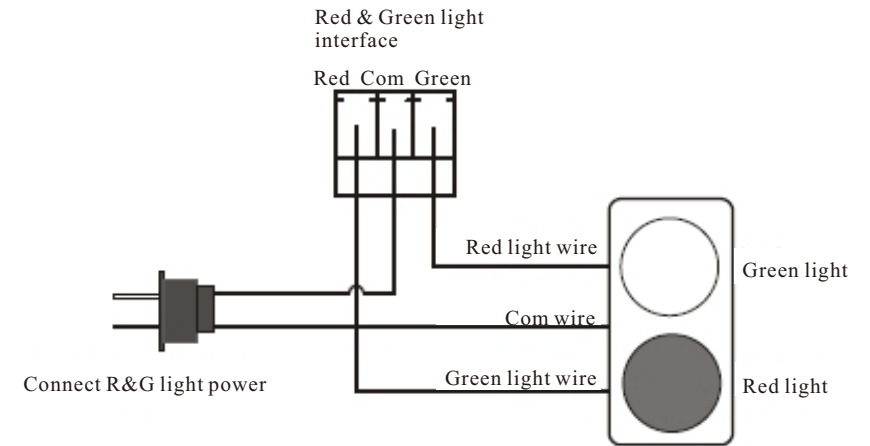 Red & Green light
interface
Red Com Green
Red light wire
Green light
Com wire
Green light wire
Connect R&G light power
Red light